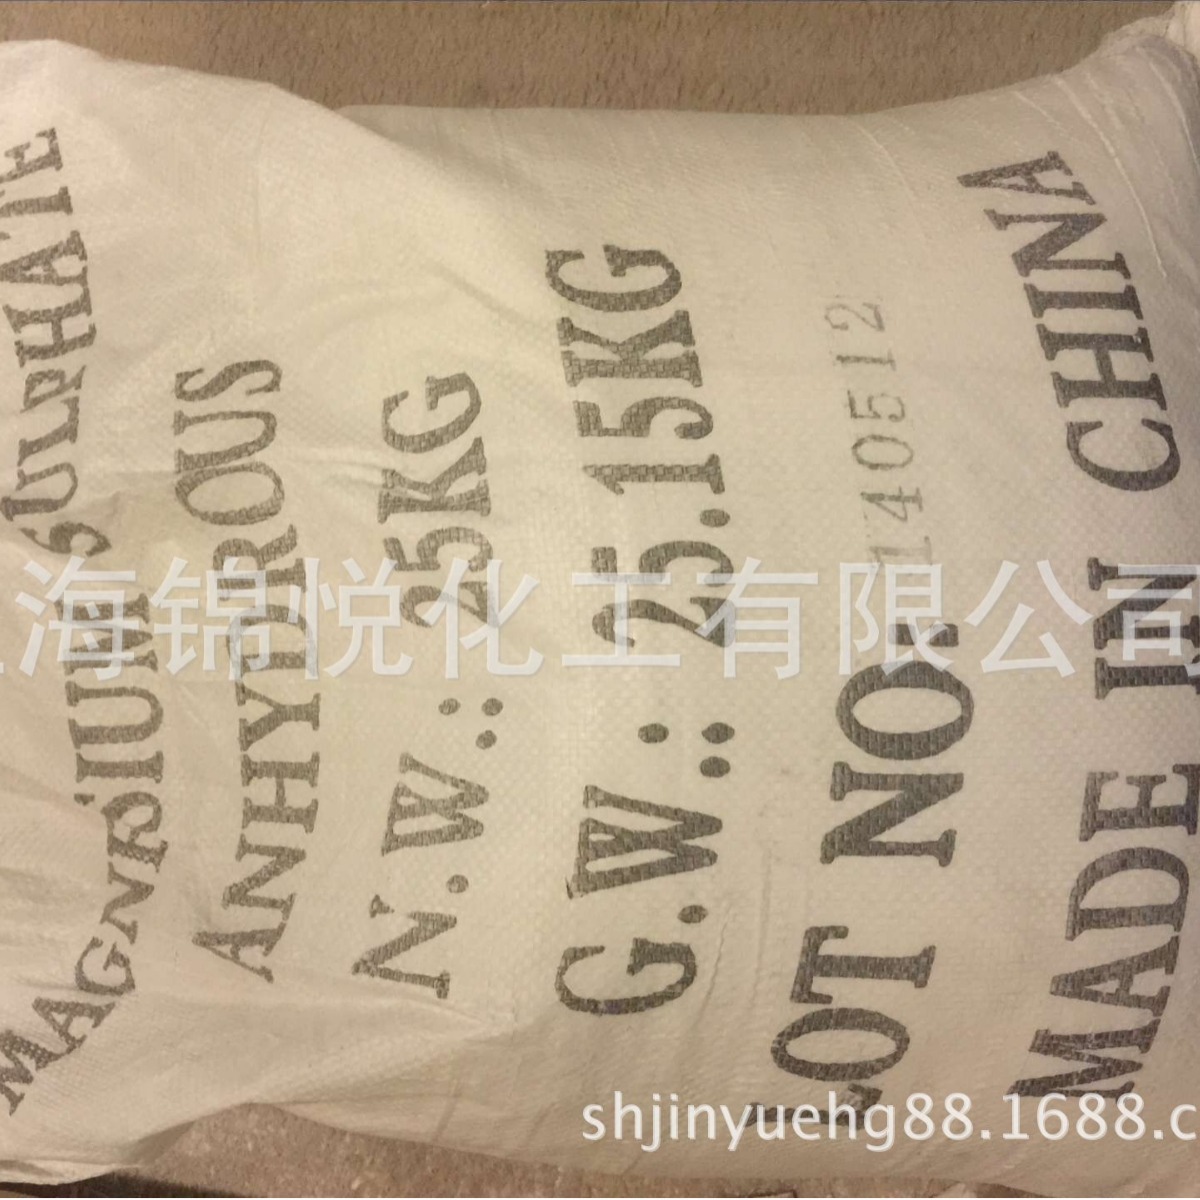 MAGNESIUM SULPHATE
ANHYDROUS
N.W.: 25KG
G.W.: 25.15KG
LOT NO: 140512
MADE IN CHINA
海锦悦化工有限公司
shjinyuehg88.1688.c